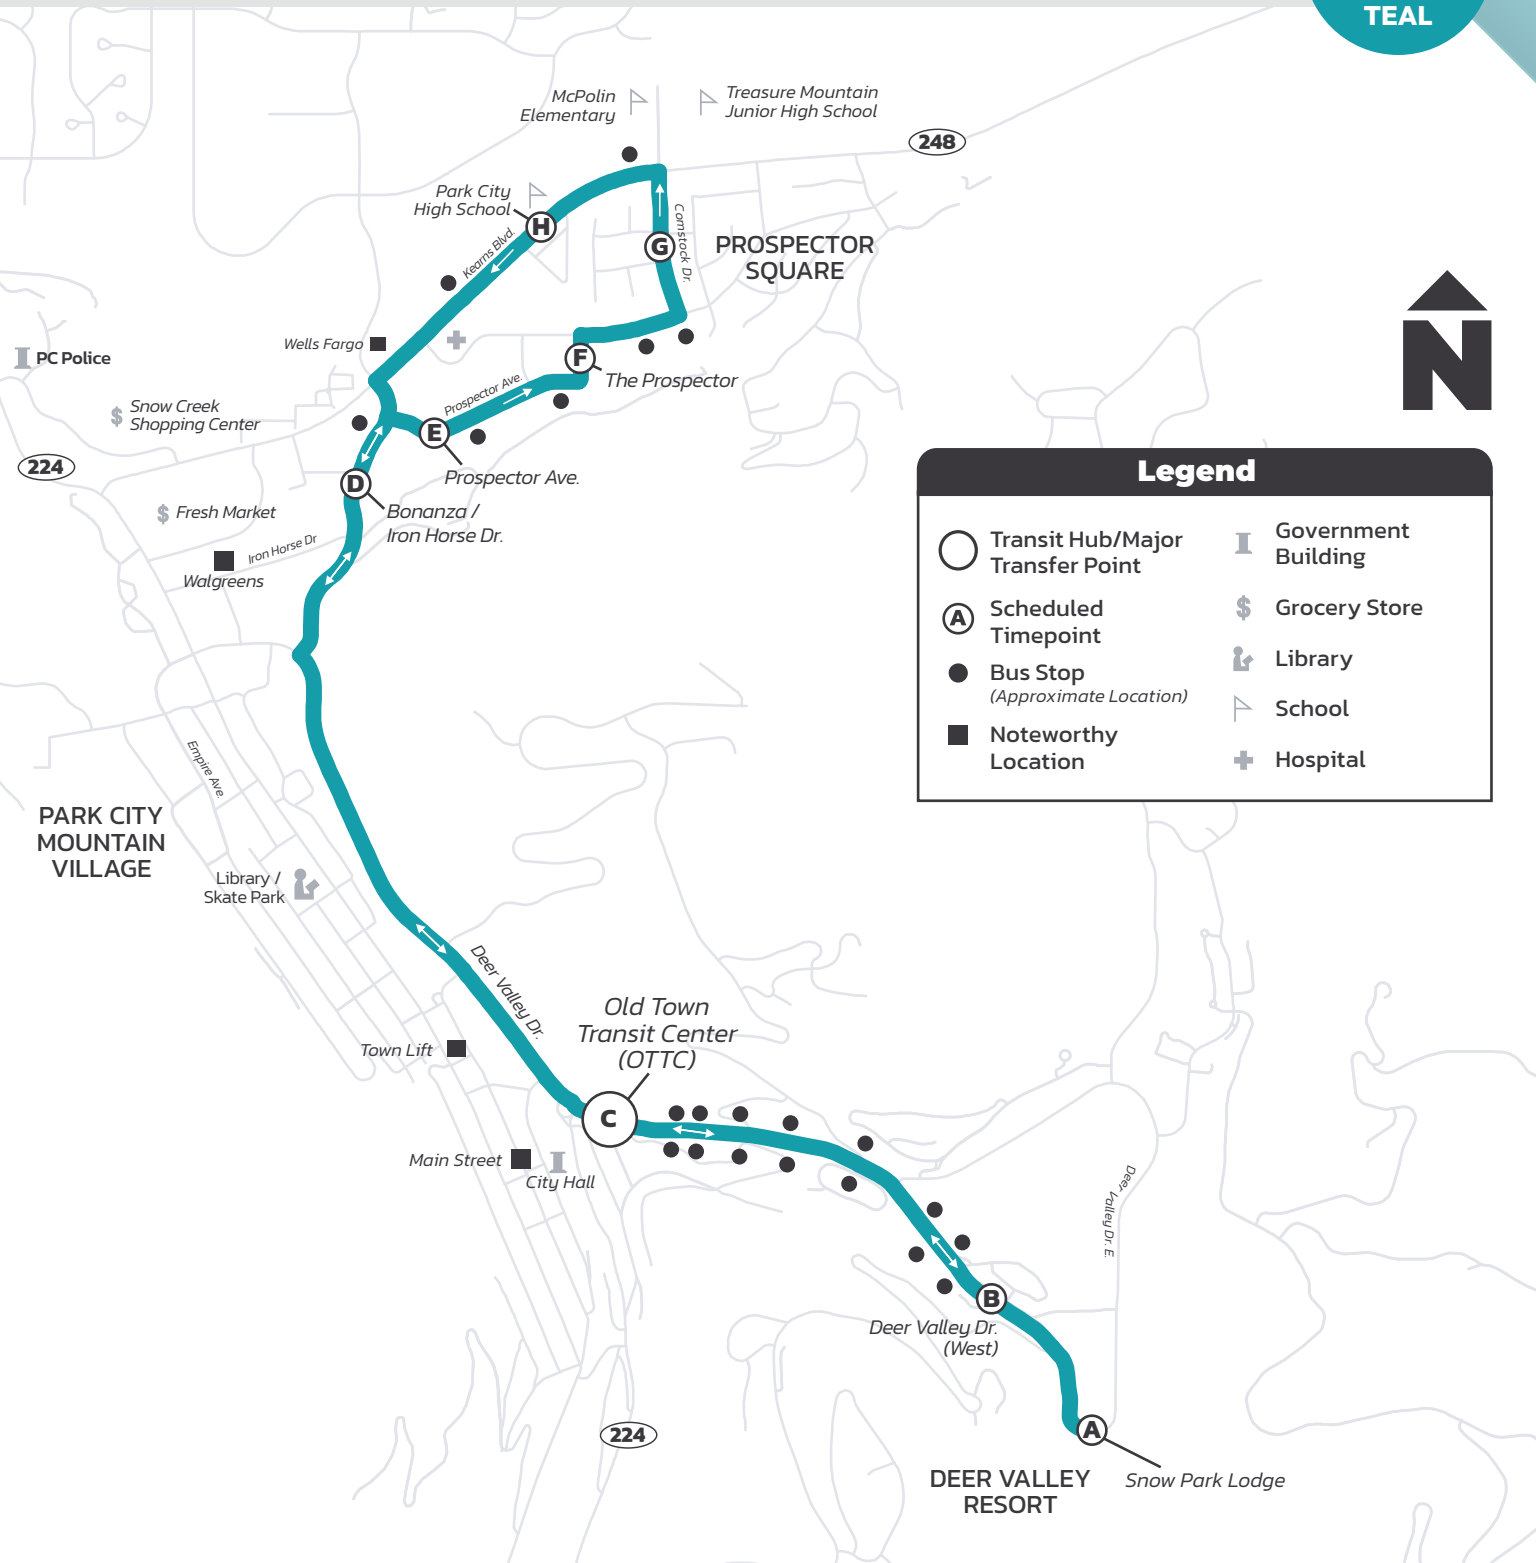 TEAL
McPolin
Elementary
Treasure Mountain
Junior High School
248
Park City
High School
H
Kearns Blvd.
G
Comstock Dr.
PROSPECTOR
SQUARE
N
Wells Fargo
PC Police
F
The Prospector
Prospector Ave.
$ Snow Creek
Shopping Center
E
Prospector Ave.
224
D
Bonanza /
Iron Horse Dr.
$ Fresh Market
Iron Horse Dr
Walgreens
Legend
Transit Hub/Major
Transfer Point
A
Scheduled
Timepoint
Bus Stop
(Approximate Location)
Noteworthy
Location
Government
Building
$ Grocery Store
Library
School
Hospital
Empire Ave.
PARK CITY
MOUNTAIN
VILLAGE
Library /
Skate Park
Deer Valley Dr.
Old Town
Transit Center
(OTTC)
Town Lift
C
Main Street
City Hall
Deer Valley Dr. E.
B
Deer Valley Dr.
(West)
224
A
DEER VALLEY
RESORT
Snow Park Lodge